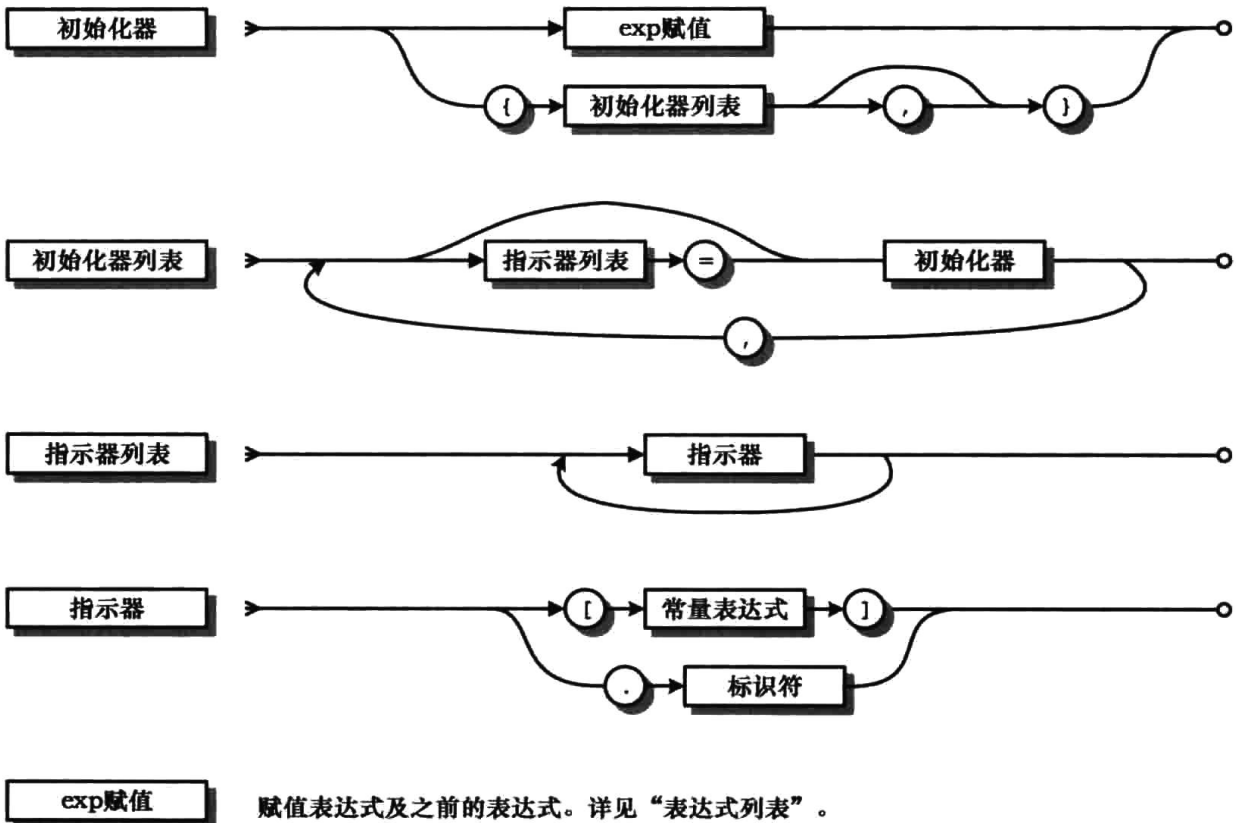 初始化器 exp赋值
{ 初始化器列表 , }
初始化器列表 指示器列表 = 初始化器
,
指示器列表 指示器
指示器 [ 常量表达式 ]
. 标识符
exp赋值 赋值表达式及之前的表达式。详见“表达式列表”。